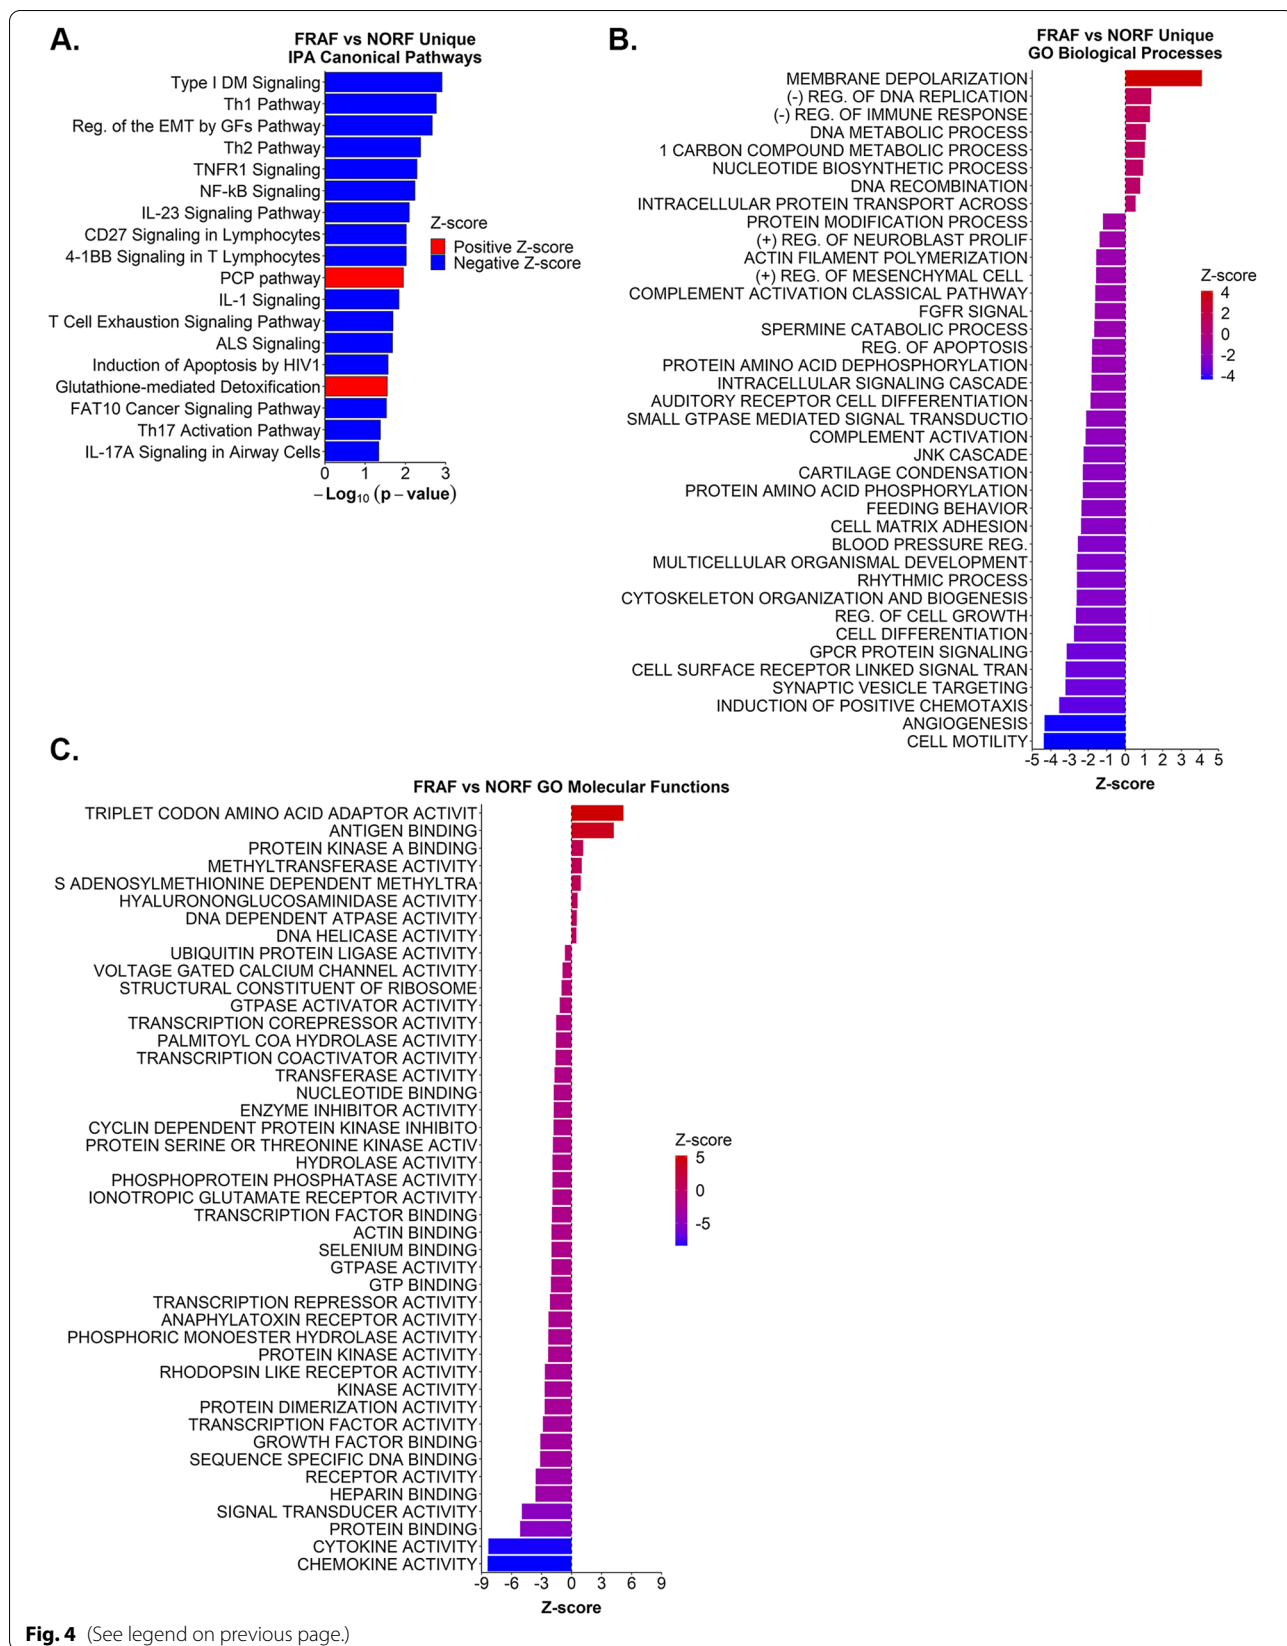 A.
FRAF vs NORF Unique
IPA Canonical Pathways
Type I DM Signaling
Th1 Pathway
Reg. of the EMT by GFs Pathway
Th2 Pathway
TNFR1 Signaling
NF-kB Signaling
IL-23 Signaling Pathway
CD27 Signaling in Lymphocytes
4-1BB Signaling in T Lymphocytes
PCP pathway
IL-1 Signaling
T Cell Exhaustion Signaling Pathway
ALS Signaling
Induction of Apoptosis by HIV1
Glutathione-mediated Detoxification
FAT10 Cancer Signaling Pathway
Th17 Activation Pathway
IL-17A Signaling in Airway Cells
0 1 2 3
−Log10 (p−value)
Z-score
Positive Z-score
Negative Z-score
B.
FRAF vs NORF Unique
GO Biological Processes
MEMBRANE DEPOLARIZATION
(-) REG. OF DNA REPLICATION
(-) REG. OF IMMUNE RESPONSE
DNA METABOLIC PROCESS
1 CARBON COMPOUND METABOLIC PROCESS
NUCLEOTIDE BIOSYNTHETIC PROCESS
DNA RECOMBINATION
INTRACELLULAR PROTEIN TRANSPORT ACROSS
PROTEIN MODIFICATION PROCESS
(+) REG. OF NEUROBLAST PROLIF
ACTIN FILAMENT POLYMERIZATION
(+) REG. OF MESENCHYMAL CELL
COMPLEMENT ACTIVATION CLASSICAL PATHWAY
FGFR SIGNAL
SPERMINE CATABOLIC PROCESS
REG. OF APOPTOSIS
PROTEIN AMINO ACID DEPHOSPHORYLATION
INTRACELLULAR SIGNALING CASCADE
AUDITORY RECEPTOR CELL DIFFERENTIATION
SMALL GTPASE MEDIATED SIGNAL TRANSDUCTIO
COMPLEMENT ACTIVATION
JNK CASCADE
CARTILAGE CONDENSATION
PROTEIN AMINO ACID PHOSPHORYLATION
FEEDING BEHAVIOR
CELL MATRIX ADHESION
BLOOD PRESSURE REG.
MULTICELLULAR ORGANISMAL DEVELOPMENT
RHYTHMIC PROCESS
CYTOSKELETON ORGANIZATION AND BIOGENESIS
REG. OF CELL GROWTH
CELL DIFFERENTIATION
GPCR PROTEIN SIGNALING
CELL SURFACE RECEPTOR LINKED SIGNAL TRAN
SYNAPTIC VESICLE TARGETING
INDUCTION OF POSITIVE CHEMOTAXIS
ANGIOGENESIS
CELL MOTILITY
-5 -4 -3 -2 -1 0 1 2 3 4 5
Z-score
Z-score
4
2
0
-2
-4
C.
FRAF vs NORF GO Molecular Functions
TRIPLET CODON AMINO ACID ADAPTOR ACTIVIT
ANTIGEN BINDING
PROTEIN KINASE A BINDING
METHYLTRANSFERASE ACTIVITY
S ADENOSYLMETHIONINE DEPENDENT METHYLTRA
HYALURONONGLUCOSAMINIDASE ACTIVITY
DNA DEPENDENT ATPASE ACTIVITY
DNA HELICASE ACTIVITY
UBIQUITIN PROTEIN LIGASE ACTIVITY
VOLTAGE GATED CALCIUM CHANNEL ACTIVITY
STRUCTURAL CONSTITUENT OF RIBOSOME
GTPASE ACTIVATOR ACTIVITY
TRANSCRIPTION COREPRESSOR ACTIVITY
PALMITOYL COA HYDROLASE ACTIVITY
TRANSCRIPTION COACTIVATOR ACTIVITY
TRANSFERASE ACTIVITY
NUCLEOTIDE BINDING
ENZYME INHIBITOR ACTIVITY
CYCLIN DEPENDENT PROTEIN KINASE INHIBITO
PROTEIN SERINE OR THREONINE KINASE ACTIV
HYDROLASE ACTIVITY
PHOSPHOPROTEIN PHOSPHATASE ACTIVITY
IONOTROPIC GLUTAMATE RECEPTOR ACTIVITY
TRANSCRIPTION FACTOR BINDING
ACTIN BINDING
SELENIUM BINDING
GTPASE ACTIVITY
GTP BINDING
TRANSCRIPTION REPRESSOR ACTIVITY
ANAPHYLATOXIN RECEPTOR ACTIVITY
PHOSPHORIC MONOESTER HYDROLASE ACTIVITY
PROTEIN KINASE ACTIVITY
RHODOPSIN LIKE RECEPTOR ACTIVITY
KINASE ACTIVITY
PROTEIN DIMERIZATION ACTIVITY
TRANSCRIPTION FACTOR ACTIVITY
GROWTH FACTOR BINDING
SEQUENCE SPECIFIC DNA BINDING
RECEPTOR ACTIVITY
HEPARIN BINDING
SIGNAL TRANSDUCER ACTIVITY
PROTEIN BINDING
CYTOKINE ACTIVITY
CHEMOKINE ACTIVITY
-9 -6 -3 0 3 6 9
Z-score
Z-score
5
0
-5
Fig. 4 (See legend on previous page.)